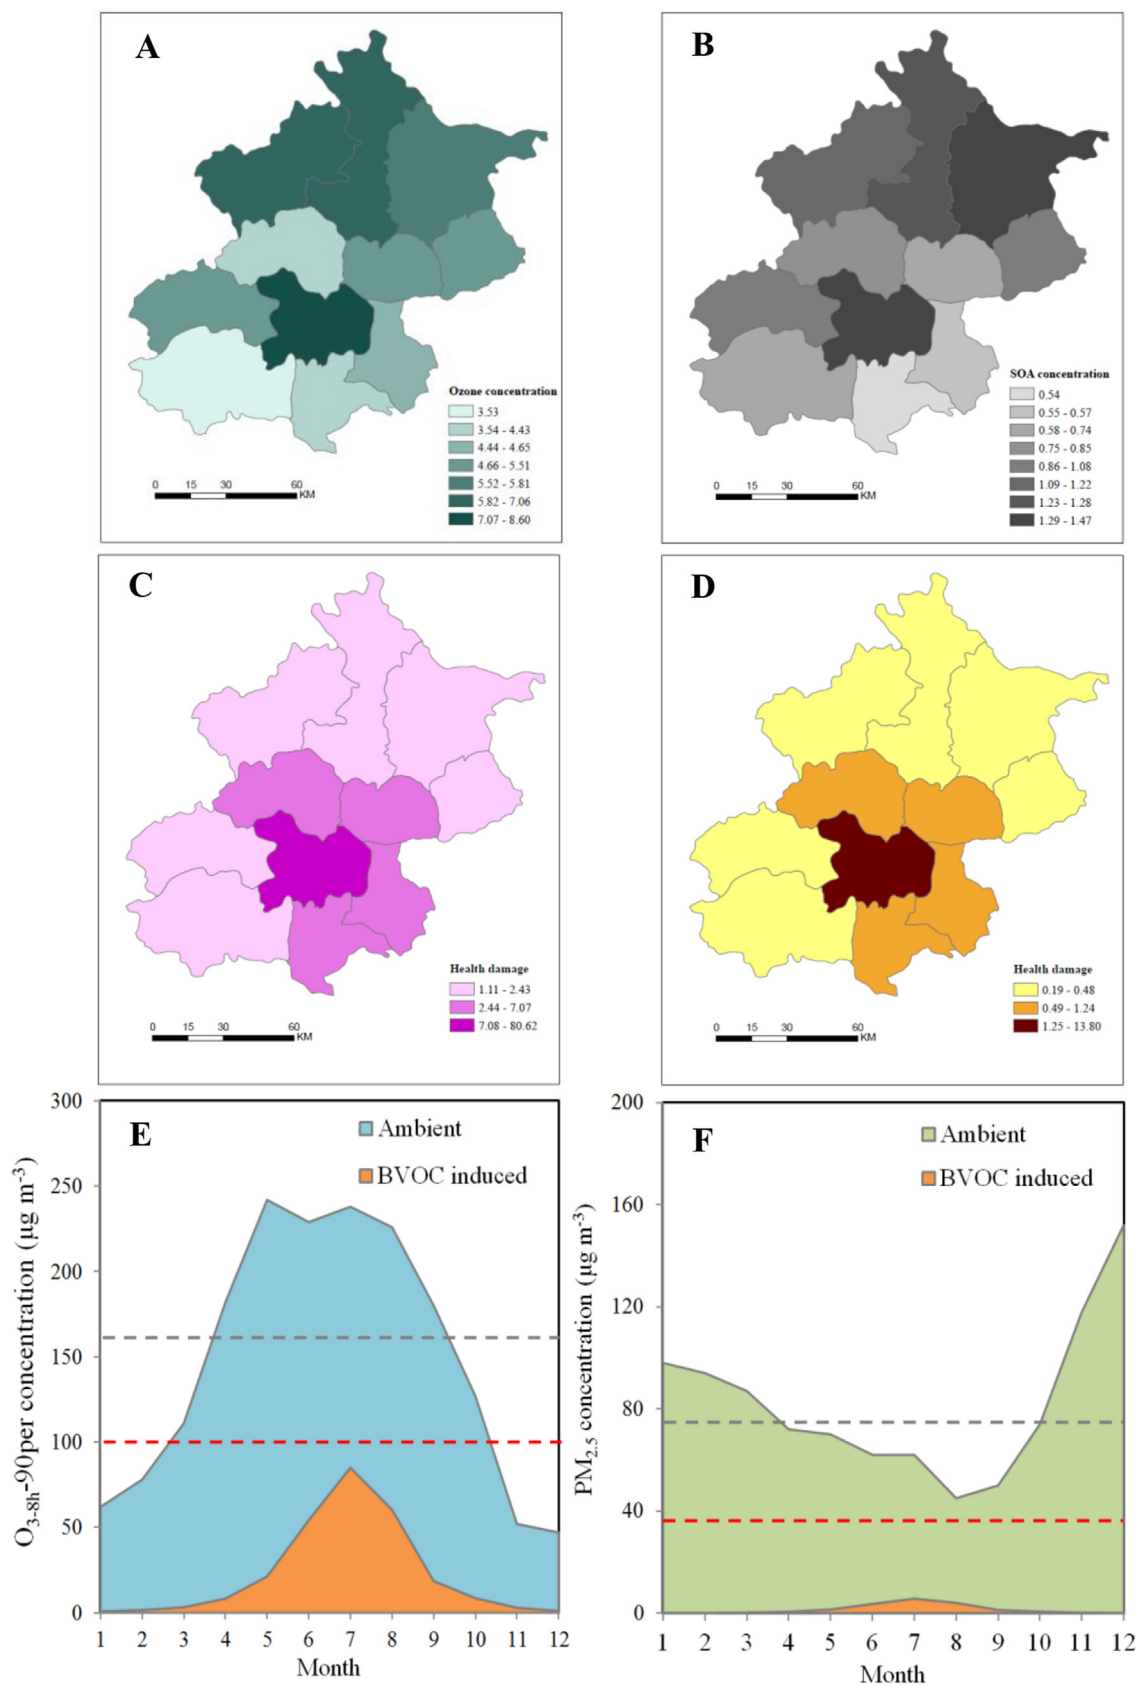 A
Ozone concentration
3.53
3.54 - 4.43
4.44 - 4.65
4.66 - 5.51
5.52 - 5.81
5.82 - 7.06
7.07 - 8.60
0 15 30 60
KM
B
SOA concentration
0.54
0.55 - 0.57
0.58 - 0.74
0.75 - 0.85
0.86 - 1.08
1.09 - 1.22
1.23 - 1.28
1.29 - 1.47
0 15 30 60
KM
C
Health damage
1.11 - 2.43
2.44 - 7.07
7.08 - 80.62
0 15 30 60
KM
D
Health damage
0.19 - 0.48
0.49 - 1.24
1.25 - 13.80
0 15 30 60
KM
E
Ambient
BVOC induced
O3-8h-90per concentration (µg m-3)
300
250
200
150
100
50
0
1 2 3 4 5 6 7 8 9 10 11 12
Month
F
Ambient
BVOC induced
PM2.5 concentration (µg m-3)
200
160
120
80
40
0
1 2 3 4 5 6 7 8 9 10 11 12
Month